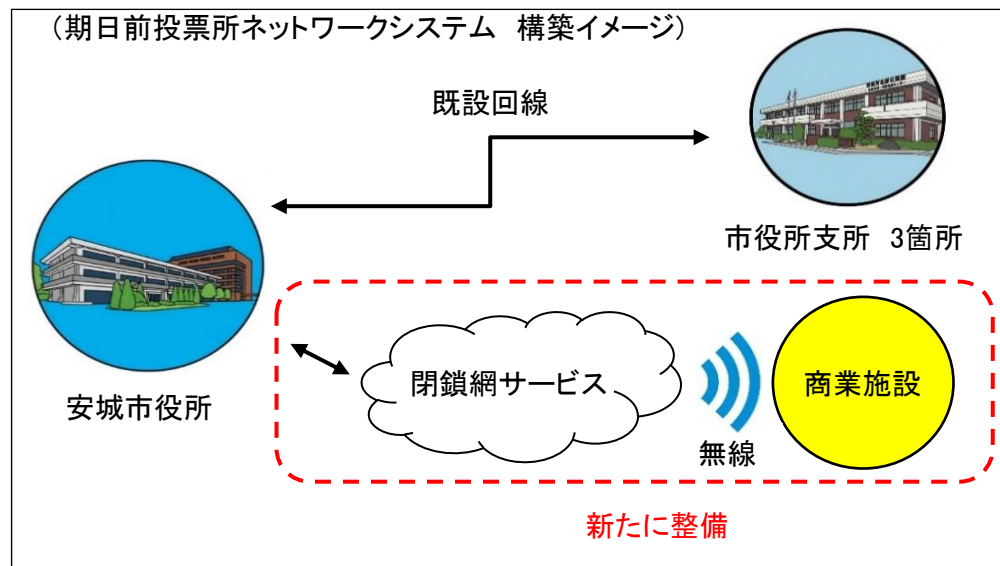 （期日前投票所ネットワークシステム　構築イメージ）
既設回線
市役所支所　3箇所
安城市役所
閉鎖網サービス
無線
商業施設
新たに整備